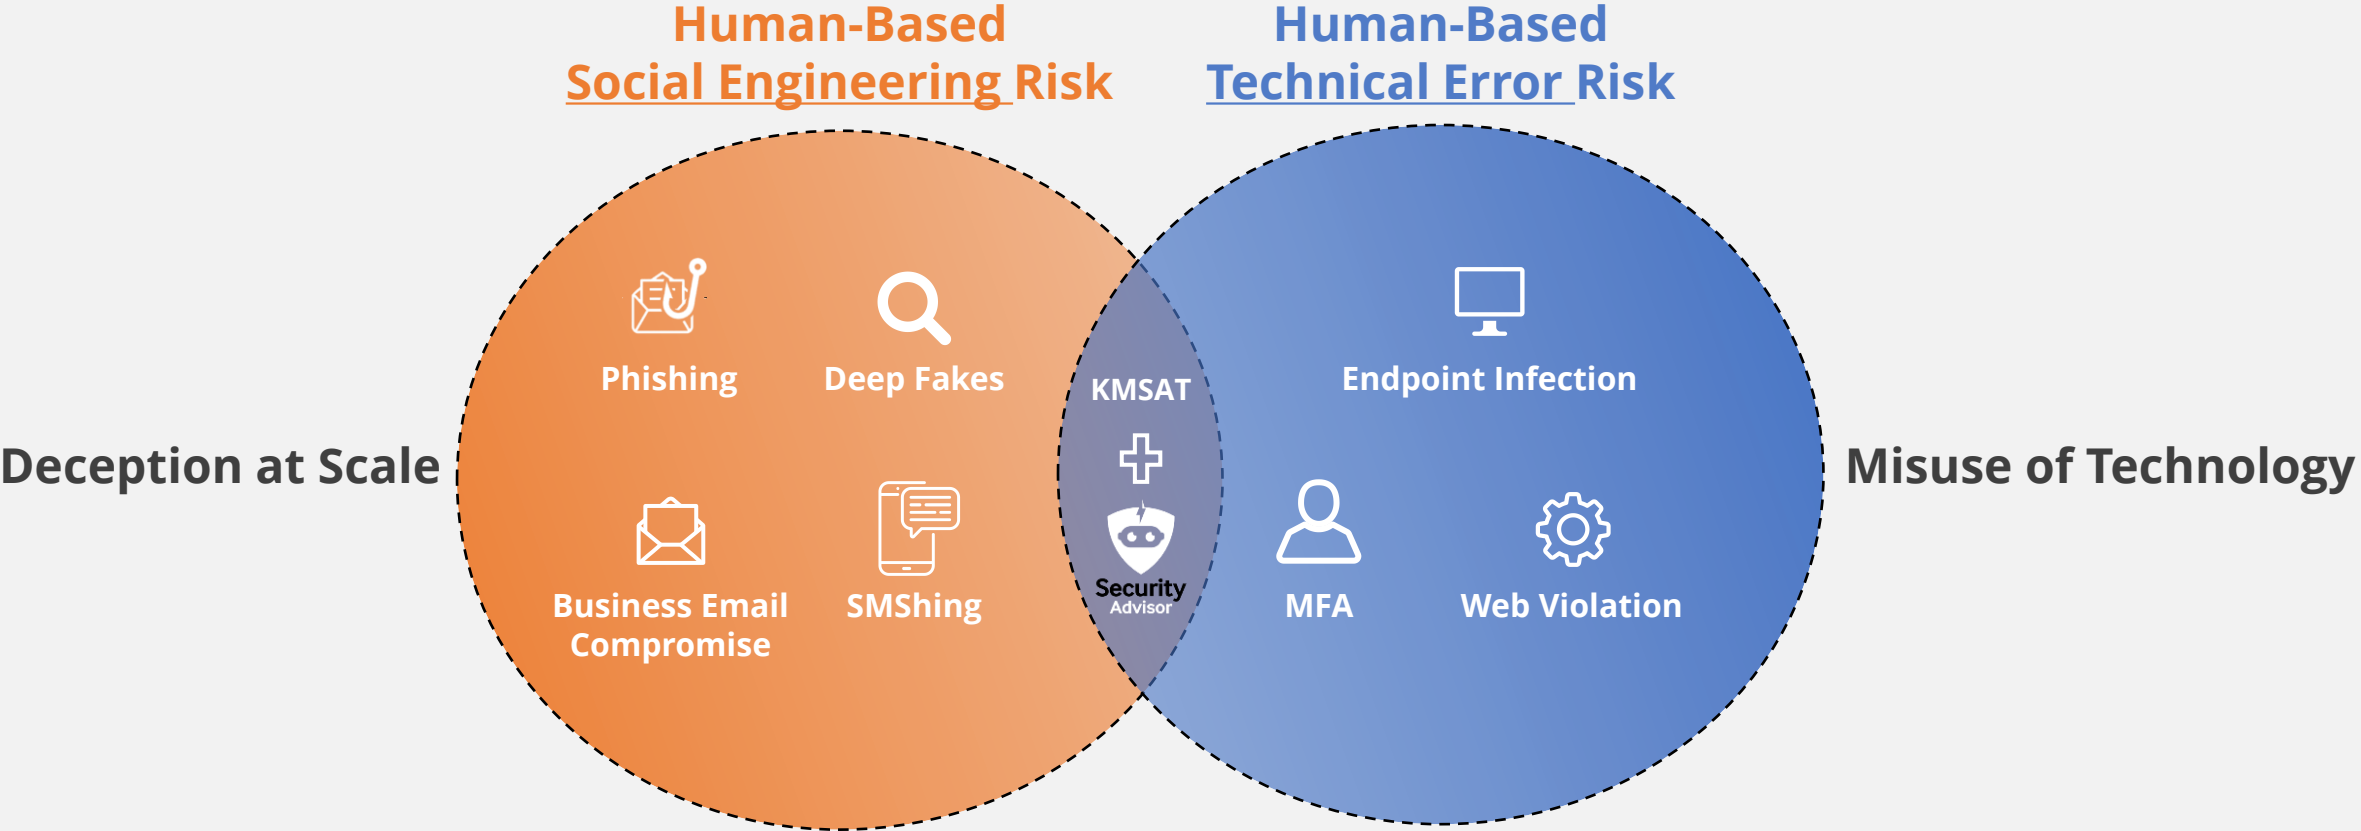 Human-Based
Social Engineering Risk
Human-Based
Technical Error Risk
Deception at Scale
Phishing
Deep Fakes
Business Email
Compromise
SMShing
KMSAT
Security
Advisor
Endpoint Infection
MFA
Web Violation
Misuse of Technology